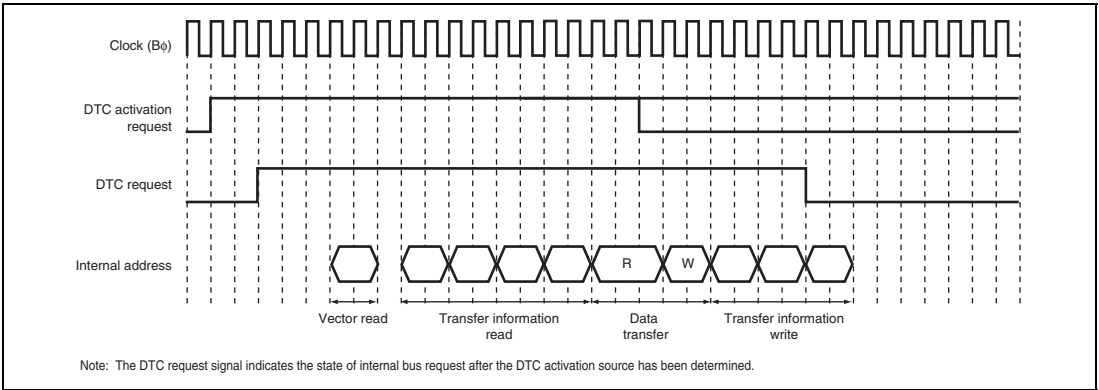 Clock (Bφ)
DTC activation
request
DTC request
Internal address
R
W
Vector read
Transfer information
read
Data
transfer
Transfer information
write
Note: The DTC request signal indicates the state of internal bus request after the DTC activation source has been determined.